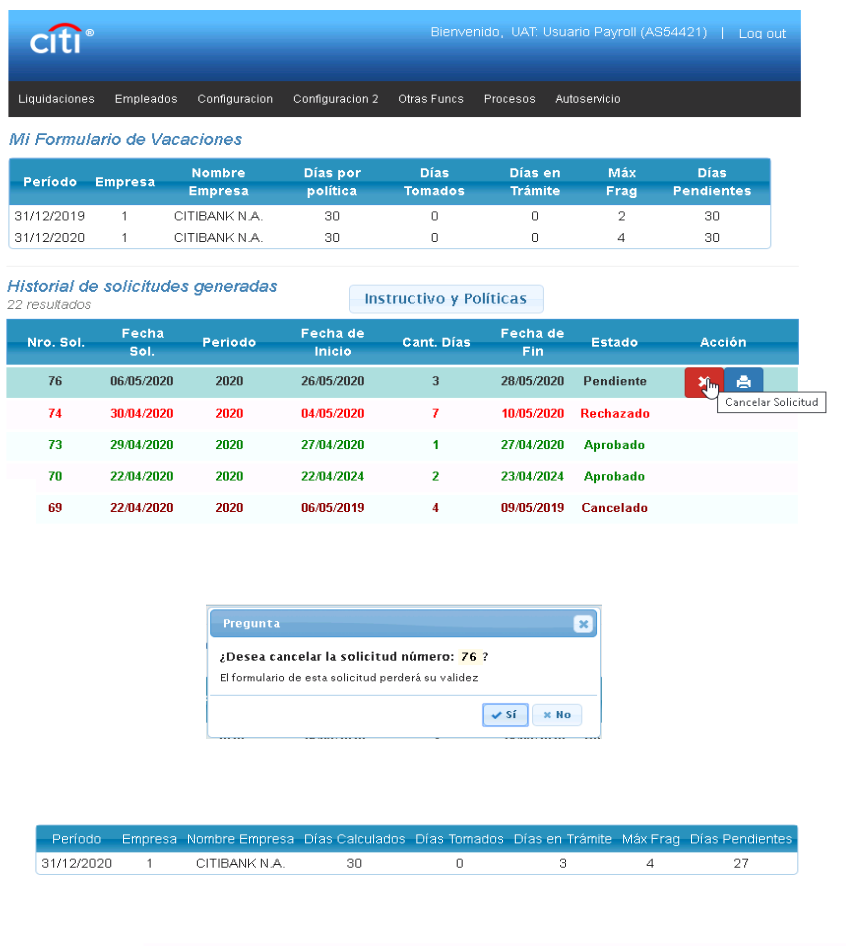 citi®
Bienvenido, UAT: Usuario Payroll (AS54421) | Log out
Liquidaciones Empleados Configuracion Configuracion 2 Otras Funcs Procesos Autoservicio
Mi Formulario de Vacaciones
Período Empresa Nombre Empresa Días por política Días Tomados Días en Trámite Máx Frag Días Pendientes
31/12/2019 1 CITIBANK N.A. 30 0 0 2 30
31/12/2020 1 CITIBANK N.A. 30 0 0 4 30
Historial de solicitudes generadas
22 resultados
Instructivo y Políticas
Nro. Sol. Fecha Sol. Periodo Fecha de Inicio Cant. Días Fecha de Fin Estado Acción
76 06/05/2020 2020 26/05/2020 3 28/05/2020 Pendiente
Cancelar Solicitud
74 30/04/2020 2020 04/05/2020 7 10/05/2020 Rechazado
73 29/04/2020 2020 27/04/2020 1 27/04/2020 Aprobado
70 22/04/2020 2020 22/04/2024 2 23/04/2024 Aprobado
69 22/04/2020 2020 06/05/2019 4 09/05/2019 Cancelado
Pregunta
¿Desea cancelar la solicitud número: 76 ?
El formulario de esta solicitud perderá su validez
Sí No
Período Empresa Nombre Empresa Días Calculados Días Tomados Días en Trámite Máx Frag Días Pendientes
31/12/2020 1 CITIBANK N.A. 30 0 3 4 27